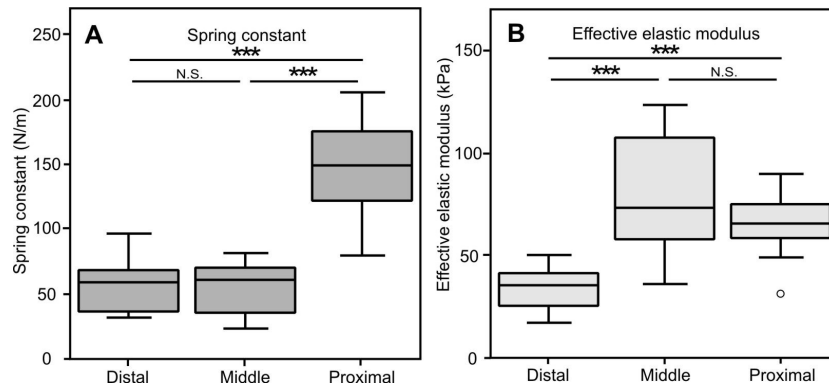 A
Spring constant
***
N.S.
***
Spring constant (N/m)
250
200
150
100
50
0
Distal
Middle
Proximal
B
Effective elastic modulus
***
***
N.S.
Effective elastic modulus (kPa)
150
100
50
0
Distal
Middle
Proximal